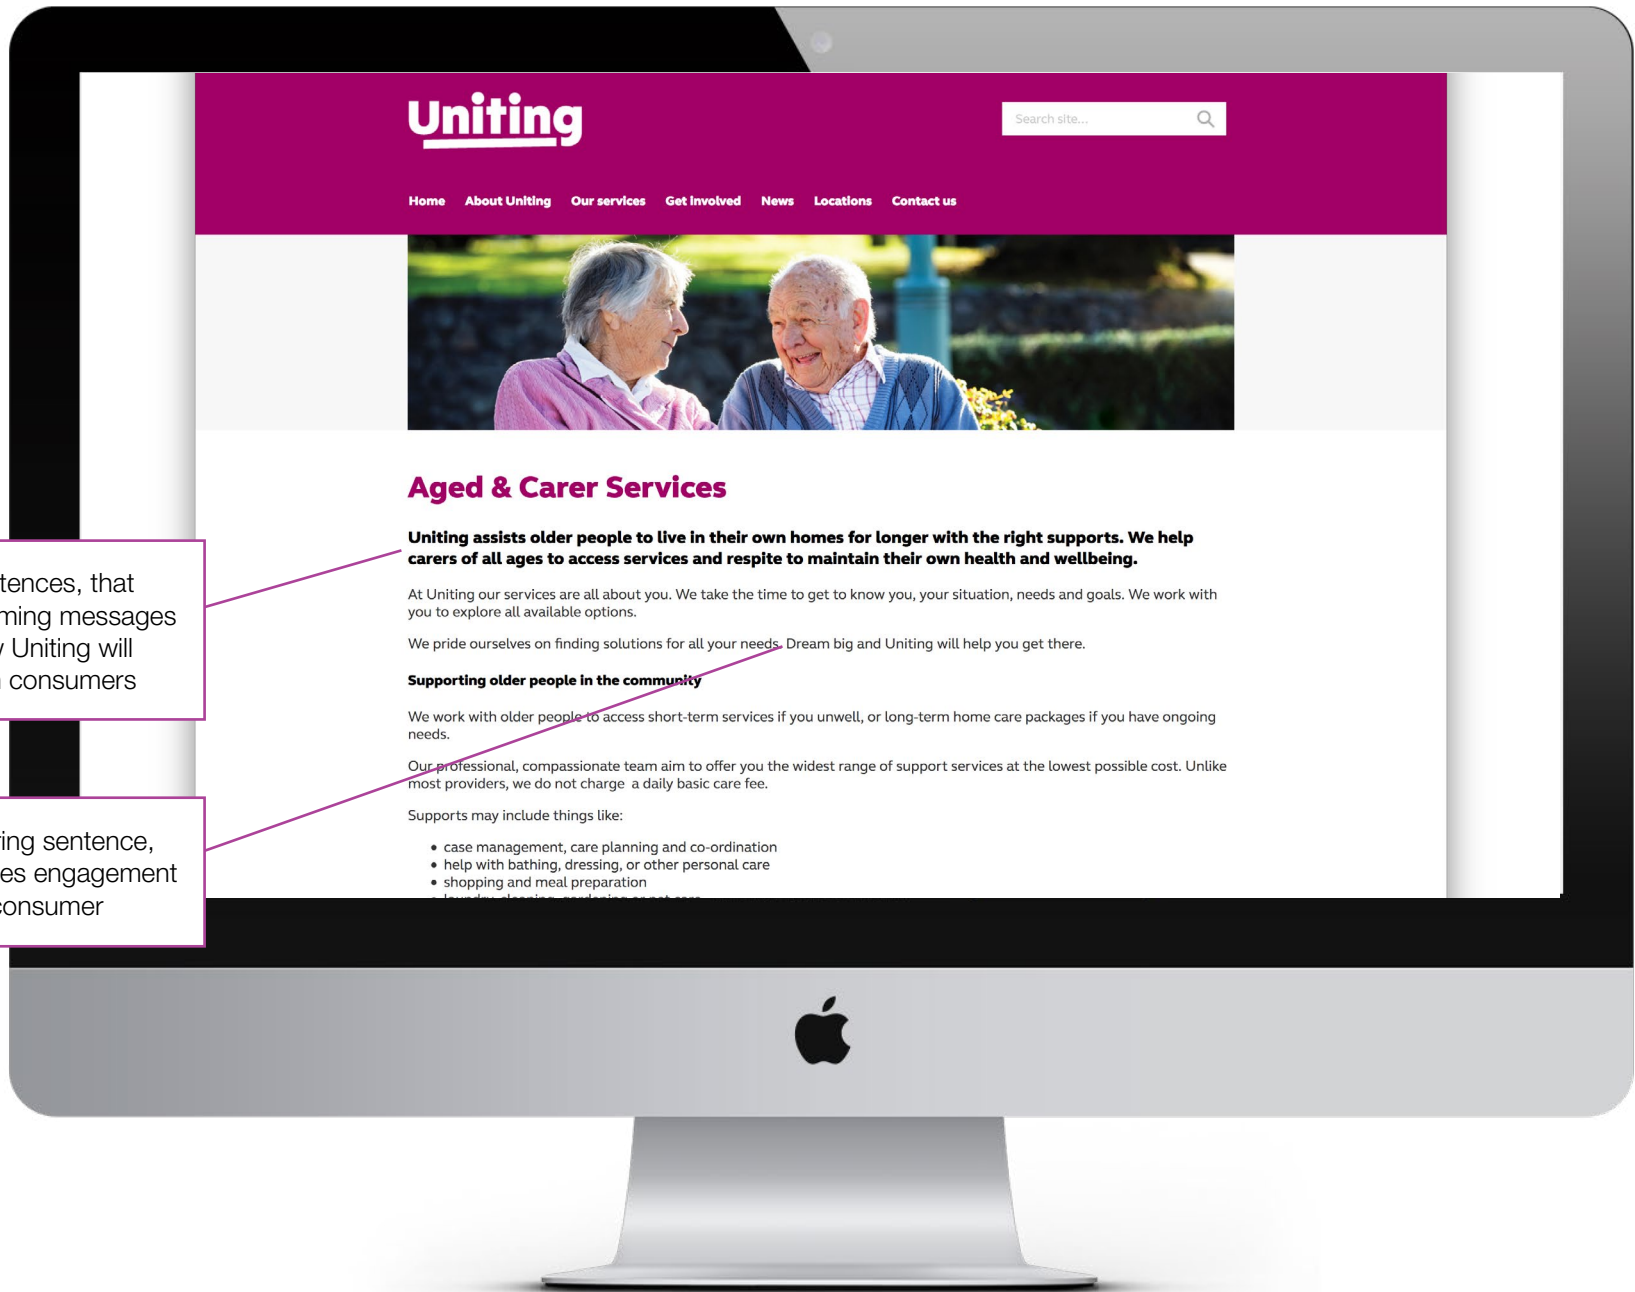 Uniting
Search site...
Home About Uniting Our services Get involved News Locations Contact us
Aged & Carer Services
Uniting assists older people to live in their own homes for longer with the right supports. We help
carers of all ages to access services and respite to maintain their own health and wellbeing.
At Uniting our services are all about you. We take the time to get to know you, your situation, needs and goals. We work with
you to explore all available options.
We pride ourselves on finding solutions for all your needs. Dream big and Uniting will help you get there.
Supporting older people in the community
We work with older people to access short-term services if you unwell, or long-term home care packages if you have ongoing
needs.
Our professional, compassionate team aim to offer you the widest range of support services at the lowest possible cost. Unlike
most providers, we do not charge a daily basic care fee.
Supports may include things like:
• case management, care planning and co-ordination
• help with bathing, dressing, or other personal care
• shopping and meal preparation
• laundry, cleaning, gardening or pet care
tences, that
ming messages
Uniting will
consumers
ing sentence,
es engagement
consumer